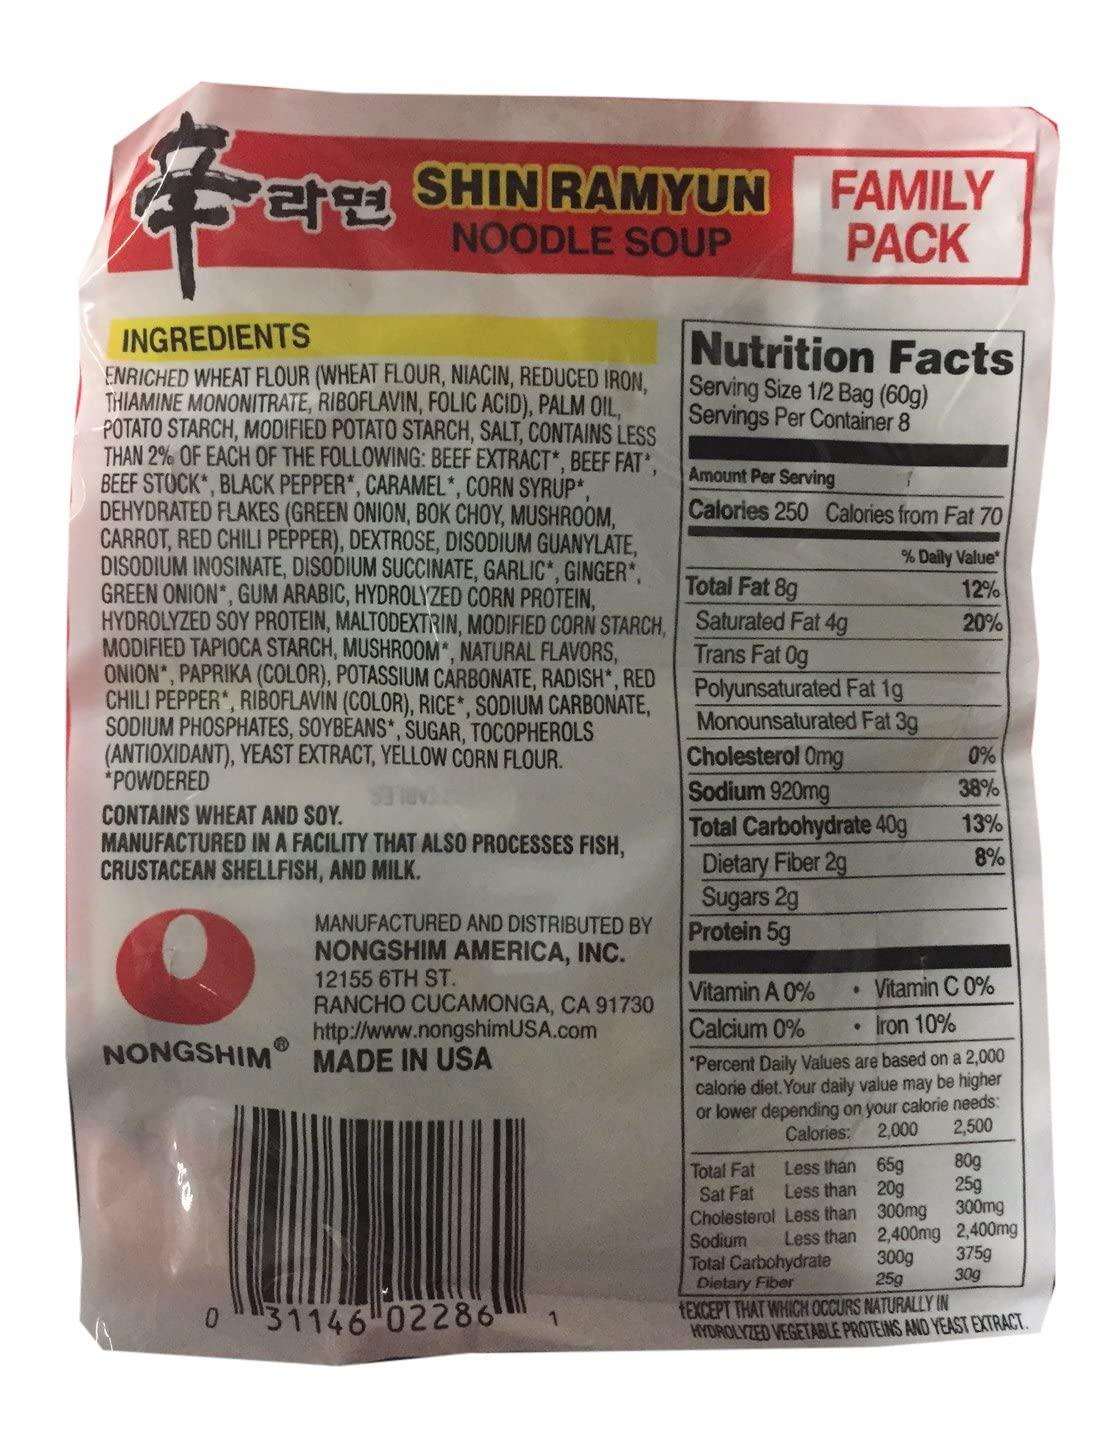 辛라면 SHIN RAMYUN
NOODLE SOUP
FAMILY
PACK
INGREDIENTS
ENRICHED WHEAT FLOUR (WHEAT FLOUR, NIACIN, REDUCED IRON,
THIAMINE MONONITRATE, RIBOFLAVIN, FOLIC ACID), PALM OIL,
POTATO STARCH, MODIFIED POTATO STARCH, SALT, CONTAINS LESS
THAN 2% OF EACH OF THE FOLLOWING: BEEF EXTRACT*, BEEF FAT*,
BEEF STOCK*, BLACK PEPPER*, CARAMEL*, CORN SYRUP*,
DEHYDRATED FLAKES (GREEN ONION, BOK CHOY, MUSHROOM,
CARROT, RED CHILI PEPPER), DEXTROSE, DISODIUM GUANYLATE,
DISODIUM INOSINATE, DISODIUM SUCCINATE, GARLIC*, GINGER*,
GREEN ONION*, GUM ARABIC, HYDROLYZED CORN PROTEIN,
HYDROLYZED SOY PROTEIN, MALTODEXTRIN, MODIFIED CORN STARCH,
MODIFIED TAPIOCA STARCH, MUSHROOM*, NATURAL FLAVORS,
ONION*, PAPRIKA (COLOR), POTASSIUM CARBONATE, RADISH*, RED
CHILI PEPPER*, RIBOFLAVIN (COLOR), RICE*, SODIUM CARBONATE,
SODIUM PHOSPHATES, SOYBEANS*, SUGAR, TOCOPHEROLS
(ANTIOXIDANT), YEAST EXTRACT, YELLOW CORN FLOUR.
*POWDERED
CONTAINS WHEAT AND SOY.
MANUFACTURED IN A FACILITY THAT ALSO PROCESSES FISH,
CRUSTACEAN SHELLFISH, AND MILK.
NONGSHIM®
MANUFACTURED AND DISTRIBUTED BY
NONGSHIM AMERICA, INC.
12155 6TH ST.
RANCHO CUCAMONGA, CA 91730
http://www.nongshimUSA.com
MADE IN USA
0 31146 02286 1
Nutrition Facts
Serving Size 1/2 Bag (60g)
Servings Per Container 8
Amount Per Serving
Calories 250 Calories from Fat 70
% Daily Value*
Total Fat 8g 12%
Saturated Fat 4g 20%
Trans Fat 0g
Polyunsaturated Fat 1g
Monounsaturated Fat 3g
Cholesterol 0mg 0%
Sodium 920mg 38%
Total Carbohydrate 40g 13%
Dietary Fiber 2g 8%
Sugars 2g
Protein 5g
Vitamin A 0% • Vitamin C 0%
Calcium 0% • Iron 10%
*Percent Daily Values are based on a 2,000
calorie diet. Your daily value may be higher
or lower depending on your calorie needs:
Calories: 2,000 2,500
Total Fat Less than 65g 80g
Sat Fat Less than 20g 25g
Cholesterol Less than 300mg 300mg
Sodium Less than 2,400mg 2,400mg
Total Carbohydrate 300g 375g
Dietary Fiber 25g 30g
†EXCEPT THAT WHICH OCCURS NATURALLY IN
HYDROLYZED VEGETABLE PROTEINS AND YEAST EXTRACT.